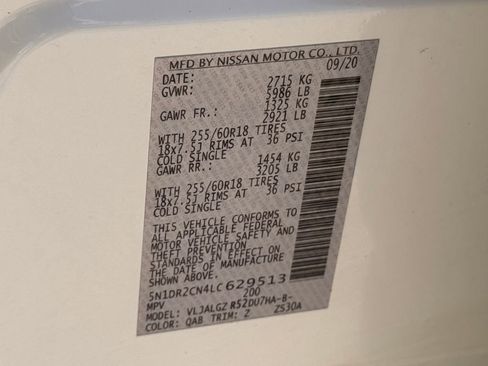 MFD BY NISSAN MOTOR CO., LTD.
DATE: 09/20
GVWR: 2715 KG
5986 LB
GAWR FR.: 1325 KG
2921 LB
WITH 255/60R18 TIRES
18x7.5J RIMS AT 36 PSI
COLD SINGLE
GAWR RR.: 1454 KG
3205 LB
WITH 255/60R18 TIRES
18x7.5J RIMS AT 36 PSI
COLD SINGLE
THIS VEHICLE CONFORMS TO
ALL APPLICABLE FEDERAL
MOTOR VEHICLE SAFETY AND
THEFT PREVENTION
STANDARDS IN EFFECT ON
THE DATE OF MANUFACTURE
SHOWN ABOVE.
5N1DR2CN4LC629513
MPV 200
MODEL: VLJALGZ R52DU7HA-B-
COLOR: QAB TRIM: Z ZS30A